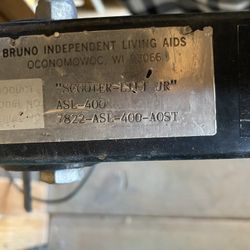 BRUNO INDEPENDENT LIVING AIDS
OCONOMOWOC, WI 53066
"SCOOTER-LIFT JR"
ASL-400
7822-ASL-400-AOST